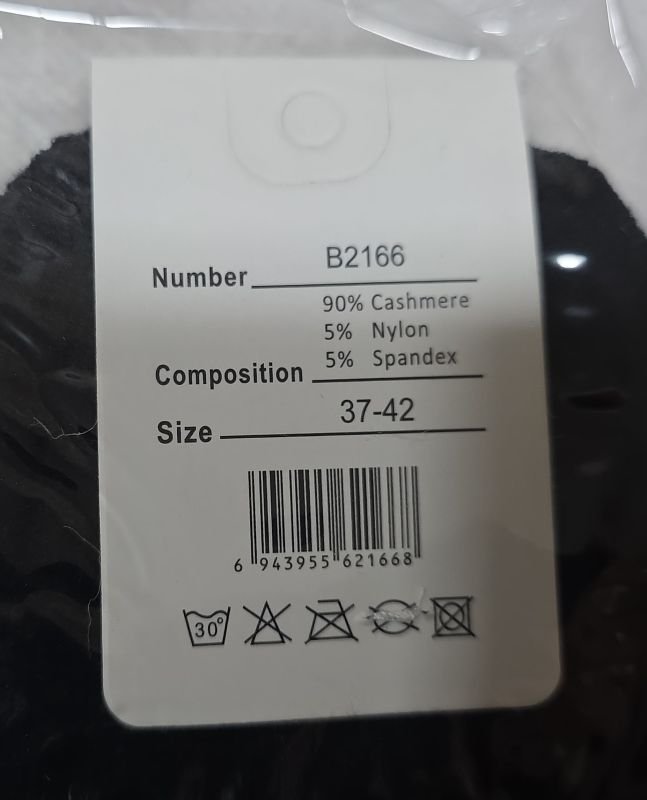 Number B2166
90% Cashmere
5% Nylon
Composition 5% Spandex
Size 37-42
6 943955 621668
30°